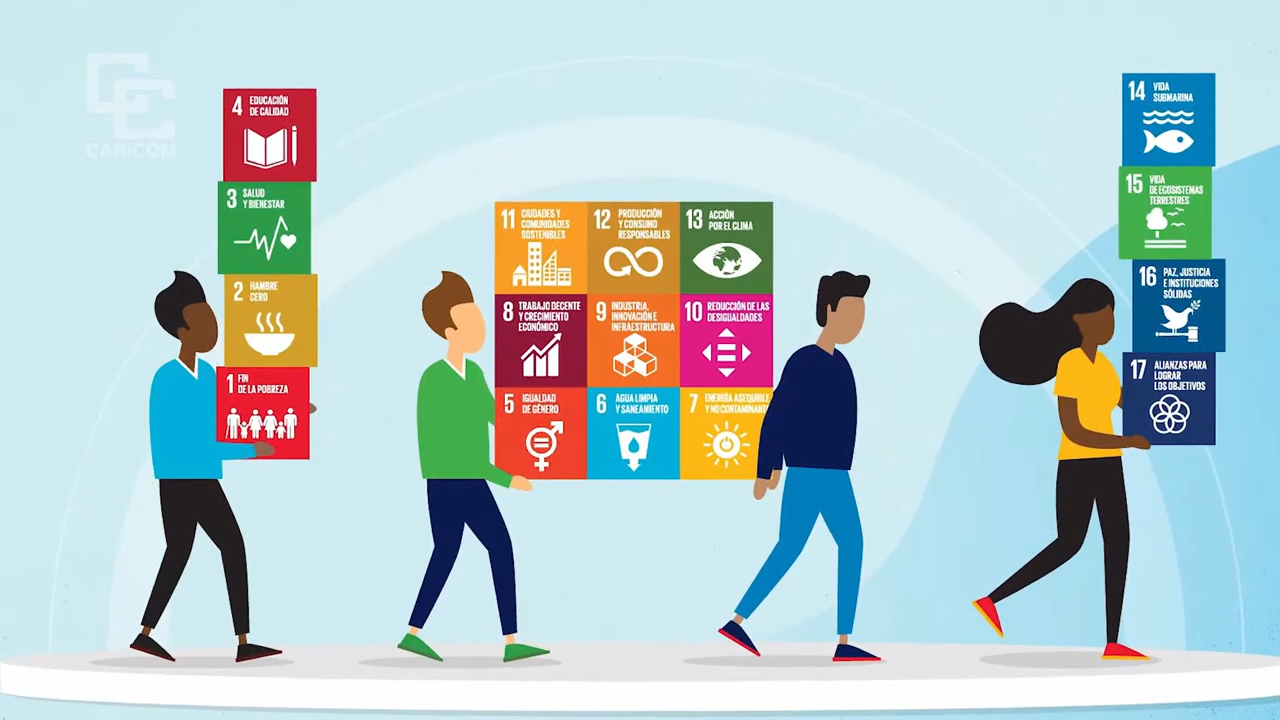 CARICOM
4 EDUCACIÓN
DE CALIDAD
3 SALUD
Y BIENESTAR
2 HAMBRE
CERO
1 FIN
DE LA POBREZA
11 CIUDADES Y
COMUNIDADES
SOSTENIBLES
12 PRODUCCIÓN
Y CONSUMO
RESPONSABLES
13 ACCIÓN
POR EL CLIMA
8 TRABAJO DECENTE
Y CRECIMIENTO
ECONÓMICO
9 INDUSTRIA,
INNOVACIÓN E
INFRAESTRUCTURA
10 REDUCCIÓN DE LAS
DESIGUALDADES
5 IGUALDAD
DE GÉNERO
6 AGUA LIMPIA
Y SANEAMIENTO
7 ENERGÍA ASEQUIBLE
Y NO CONTAMINANTE
14 VIDA
SUBMARINA
15 VIDA
DE ECOSISTEMAS
TERRESTRES
16 PAZ, JUSTICIA
E INSTITUCIONES
SÓLIDAS
17 ALIANZAS PARA
LOGRAR
LOS OBJETIVOS